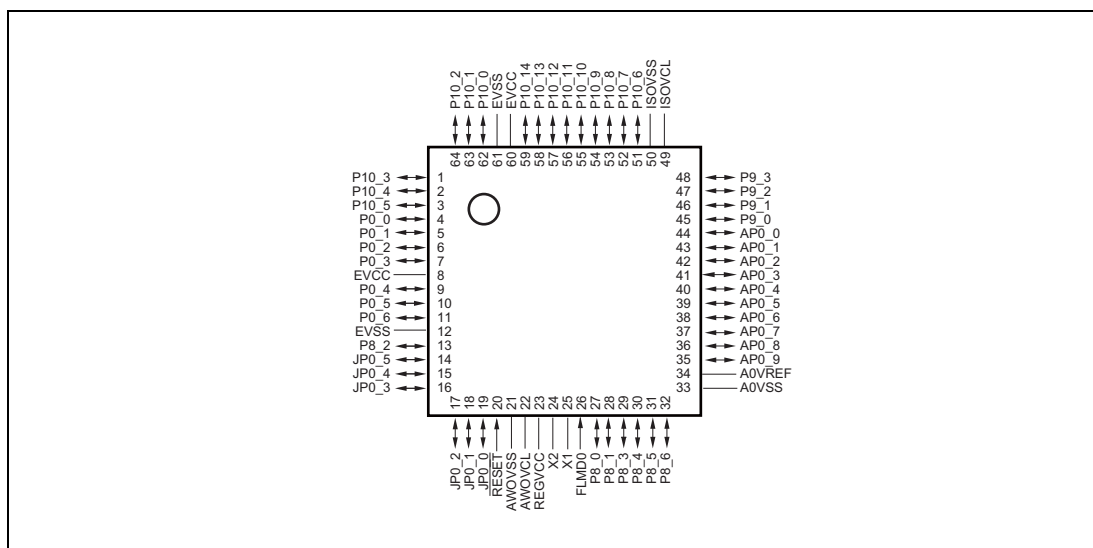 P10_2
P10_1
P10_0
EVSS
EVCC
P10_14
P10_13
P10_12
P10_11
P10_10
P10_9
P10_8
P10_7
P10_6
ISOVSS
ISOVCL
64 63 62 61 60 59 58 57 56 55 54 53 52 51 50 49
P10_3 1
P10_4 2
P10_5 3
P0_0 4
P0_1 5
P0_2 6
P0_3 7
EVCC 8
P0_4 9
P0_5 10
P0_6 11
EVSS 12
P8_2 13
JP0_5 14
JP0_4 15
JP0_3 16
48 P9_3
47 P9_2
46 P9_1
45 P9_0
44 AP0_0
43 AP0_1
42 AP0_2
41 AP0_3
40 AP0_4
39 AP0_5
38 AP0_6
37 AP0_7
36 AP0_8
35 AP0_9
34 A0VREF
33 A0VSS
17 18 19 20 21 22 23 24 25 26 27 28 29 30 31 32
JP0_2
JP0_1
JP0_0
RESET
AWOVSS
AWOVCL
REGVCC
X2
X1
FLMD0
P8_0
P8_1
P8_3
P8_4
P8_5
P8_6